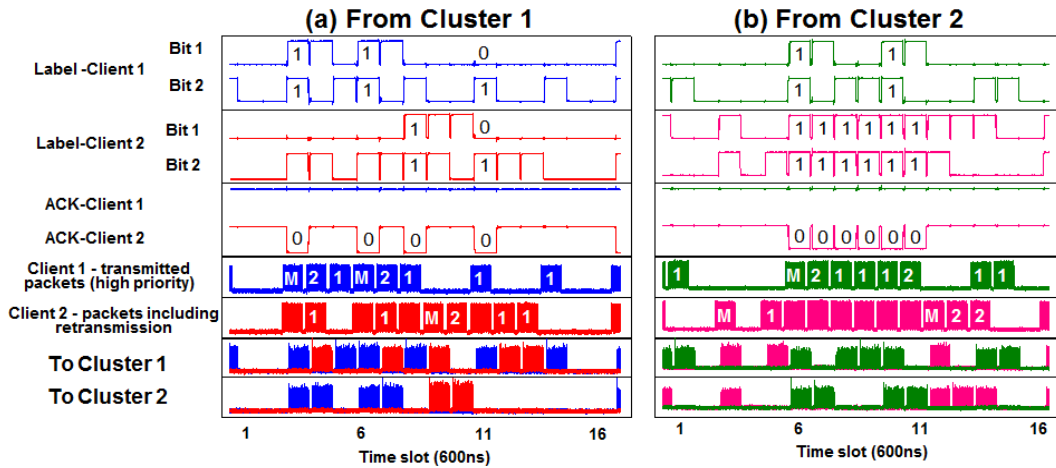 (a) From Cluster 1
(b) From Cluster 2
Label -Client 1
Bit 1
1 1 0
1 1
Bit 2
1 1 1
1 1
Label-Client 2
Bit 1
1 0
1 1 1 1 1 1
Bit 2
1 1
1 1 1 1 1 1
ACK-Client 1
ACK-Client 2
0 0 0 0
0 0 0 0 0 0
Client 1 - transmitted
packets (high priority)
M 2 1 M 2 1 1 1
1 M 2 1 1 1 2 1 1
Client 2 - packets including
retransmission
1 1 M 2 1 1
M 1 M 2 2
To Cluster 1
To Cluster 2
1 6 11 16
1 6 11 16
Time slot (600ns)
Time slot (600ns)